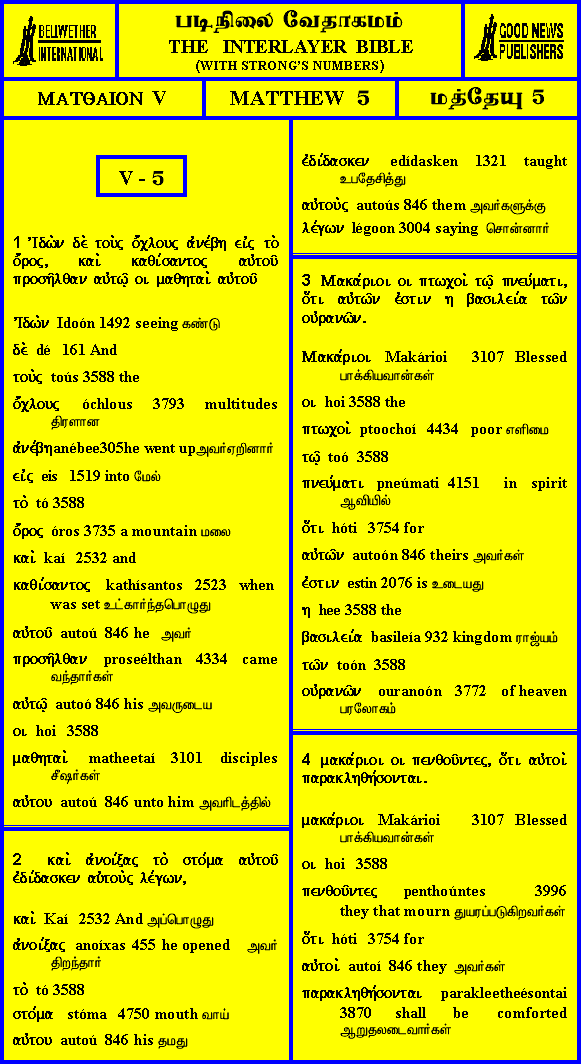 BELLWETHER
INTERNATIONAL
படிநிலை வேதாகமம்
THE INTERLAYER BIBLE
(WITH STRONG'S NUMBERS)
GOOD NEWS
PUBLISHERS
ΜΑΤΘΑΙΟΝ V
MATTHEW 5
மத்தேயு 5
V - 5
1 Ἰδὼν δὲ τοὺς ὄχλους ἀνέβη εἰς τὸ
ὄρος, καὶ καθίσαντος αὐτοῦ
προσῆλθαν αὐτῷ οι μαθηταὶ αὐτοῦ
Ἰδὼν Idoón 1492 seeing கண்டு
δὲ dé 161 And
τοὺς toús 3588 the
ὄχλους óchlous 3793 multitudes
திரளான
ἀνέβηanébee305he went upஅவர்ஏறினார்
εἰς eis 1519 into மேல்
τὸ tó 3588
ὄρος óros 3735 a mountain மலை
καὶ kaí 2532 and
καθίσαντος kathísantos 2523 when
was set உட்கார்ந்தபொழுது
αὐτοῦ autoú 846 he அவர்
προσῆλθαν proseélthan 4334 came
வந்தார்கள்
αὐτῷ autoó 846 his அவருடைய
οι hoi 3588
μαθηταὶ matheetaí 3101 disciples
சீஷர்கள்
αὐτου autoú 846 unto him அவரிடத்தில்
2 καὶ ἀνοίξας τὸ στόμα αὐτοῦ
ἐδίδασκεν αὐτοὺς λέγων,
καὶ Kaí 2532 And அப்பொழுது
ἀνοίξας anoíxas 455 he opened அவர்
திறந்தார்
τὸ tó 3588
στόμα stóma 4750 mouth வாய்
αὐτου autoú 846 his தமது
ἐδίδασκεν edídasken 1321 taught
உபதேசித்து
αὐτοὺς autoús 846 them அவர்களுக்கு
λέγων légoon 3004 saying சொன்னார்
3 Μακάριοι οι πτωχοὶ τῷ πνεύματι,
ὅτι αὐτῶν ἐστιν η βασιλεία τῶν
οὐρανῶν.
Μακάριοι Makárioi 3107 Blessed
பாக்கியவான்கள்
οι hoi 3588 the
πτωχοὶ ptoochoí 4434 poor எளிமை
τῷ toó 3588
πνεύματι pneúmati 4151 in spirit
ஆவியில்
ὅτι hóti 3754 for
αὐτῶν autoón 846 theirs அவர்கள்
ἐστιν estin 2076 is உடையது
η hee 3588 the
βασιλεία basileía 932 kingdom ராஜ்யம்
τῶν toón 3588
οὐρανῶν ouranoón 3772 of heaven
பரலோகம்
4 μακάριοι οι πενθοῦντες, ὅτι αὐτοὶ
παρακληθήσονται.
μακάριοι Makárioi 3107 Blessed
பாக்கியவான்கள்
οι hoi 3588
πενθοῦντες penthoúntes 3996
they that mourn துயரப்படுகிறவர்கள்
ὅτι hóti 3754 for
αὐτοὶ autoí 846 they அவர்கள்
παρακληθήσονται parakleetheésontai
3870 shall be comforted
ஆறுதலடைவார்கள்